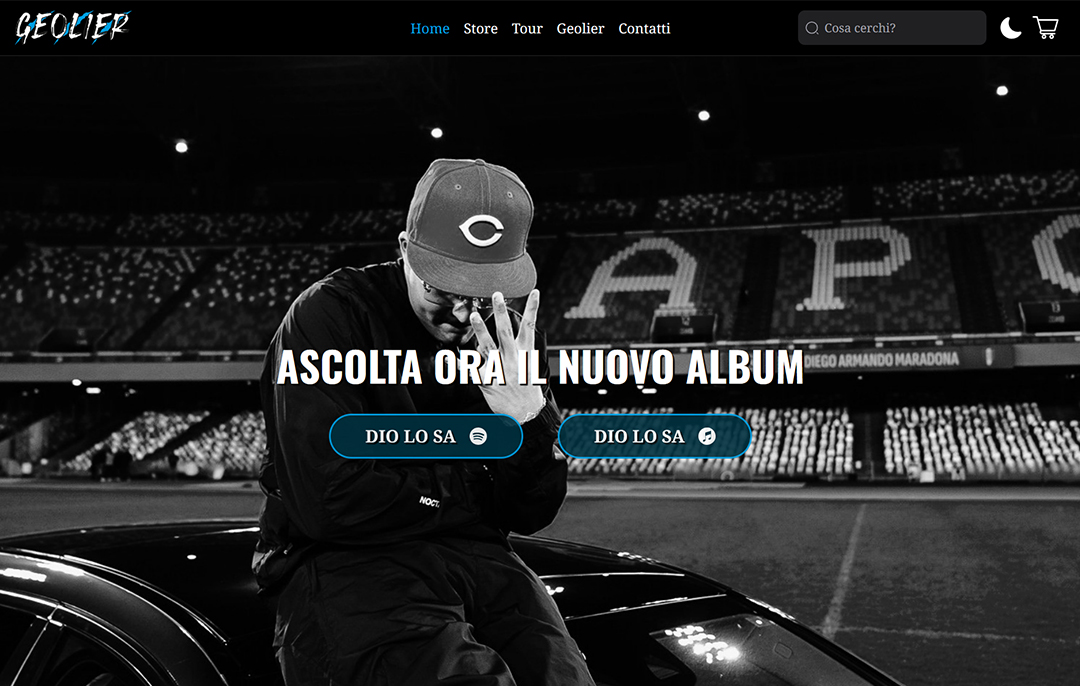 GEOLIER
Home Store Tour Geolier Contatti
Cosa cerchi?
C
A P
DIEGO ARMANDO MARADONA
ASCOLTA ORA IL NUOVO ALBUM
DIO LO SA
DIO LO SA
NOCT